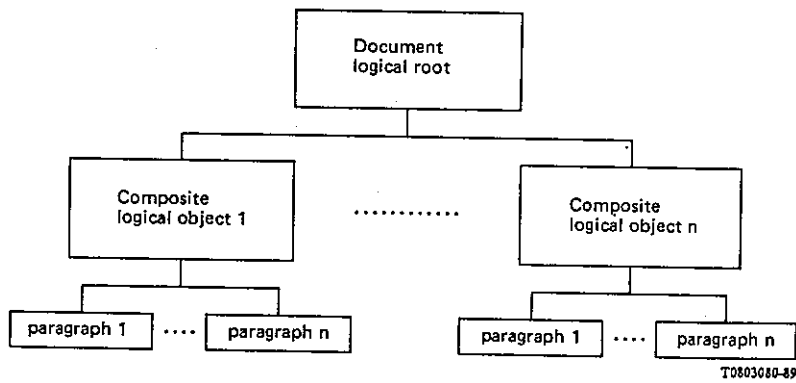 Document
logical root
Composite
logical object 1
............
Composite
logical object n
paragraph 1
....
paragraph n
paragraph 1
....
paragraph n
T0803080-89